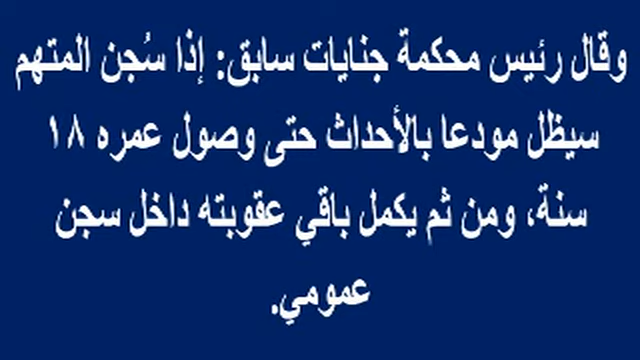 وقال رئيس محكمة جنايات سابق: إذا سُجن المتهم
سيظل مودعا بالأحداث حتى وصول عمره ١٨
سنة، ومن ثم يكمل باقي عقوبته داخل سجن
عمومي.